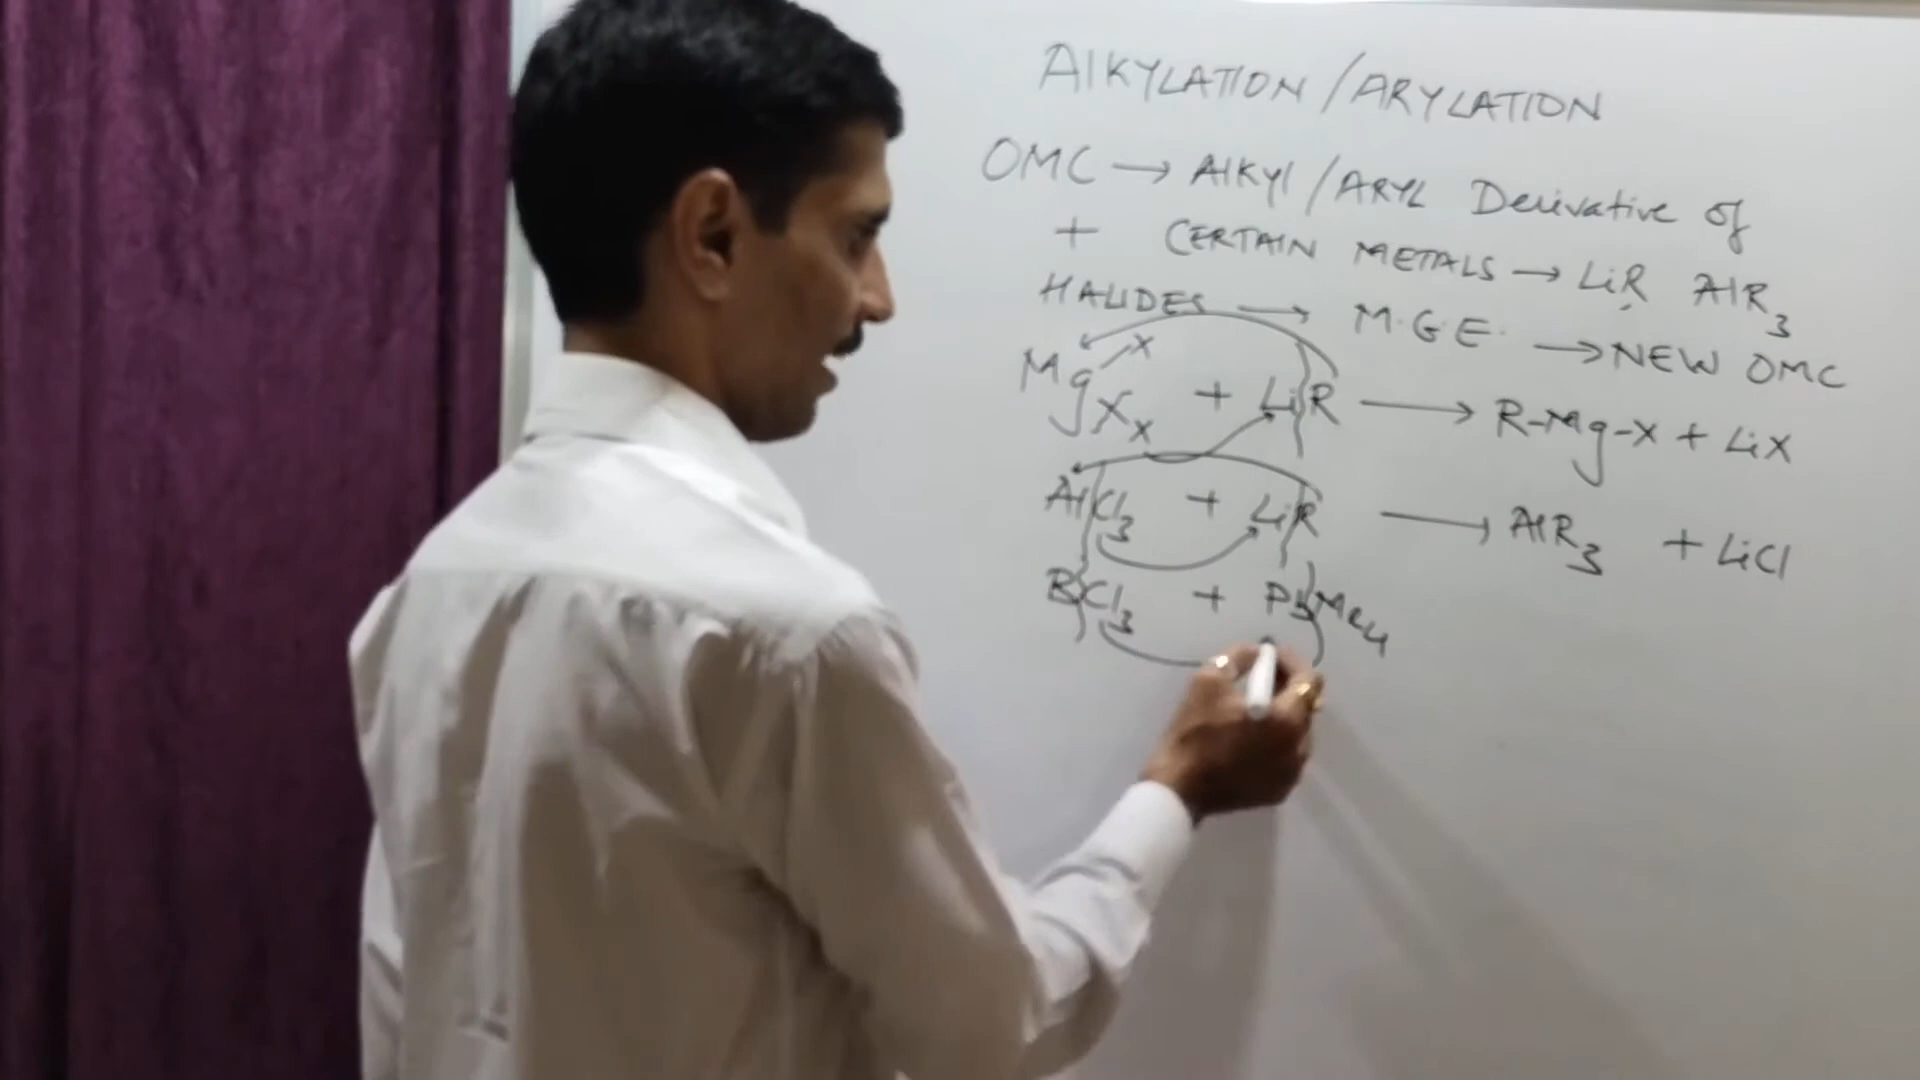 AlKYLATION / ARYLATION
OMC → AlKyl / ARYL Derivative of
+ CERTAIN METALS → LiR AlR3
HALIDES → M.G.E. → NEW OMC
MgXx + LiR → R-Mg-X + LiX
AlCl3 + LiR → AlR3 + LiCl
BCl3 + PbMe4